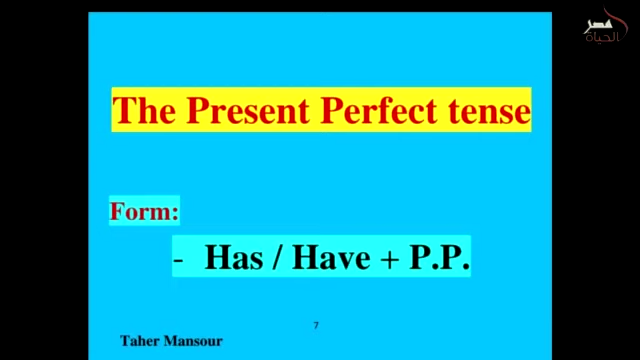 مصر
الحياة
The Present Perfect tense
Form:
- Has / Have + P.P.
7
Taher Mansour